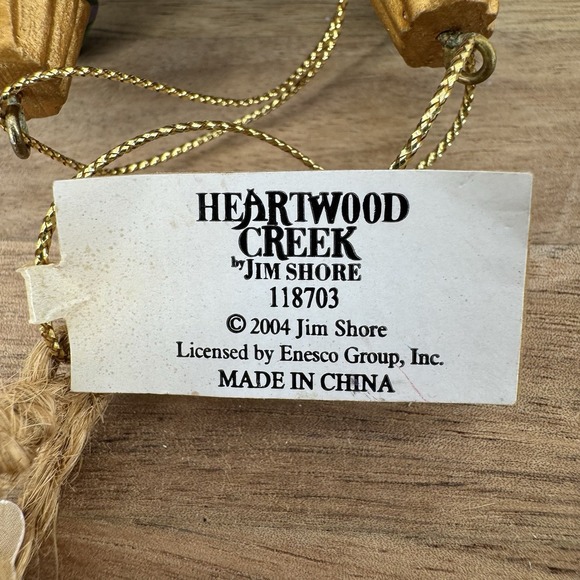 HEARTWOOD
CREEK
by JIM SHORE
118703
© 2004 Jim Shore
Licensed by Enesco Group, Inc.
MADE IN CHINA